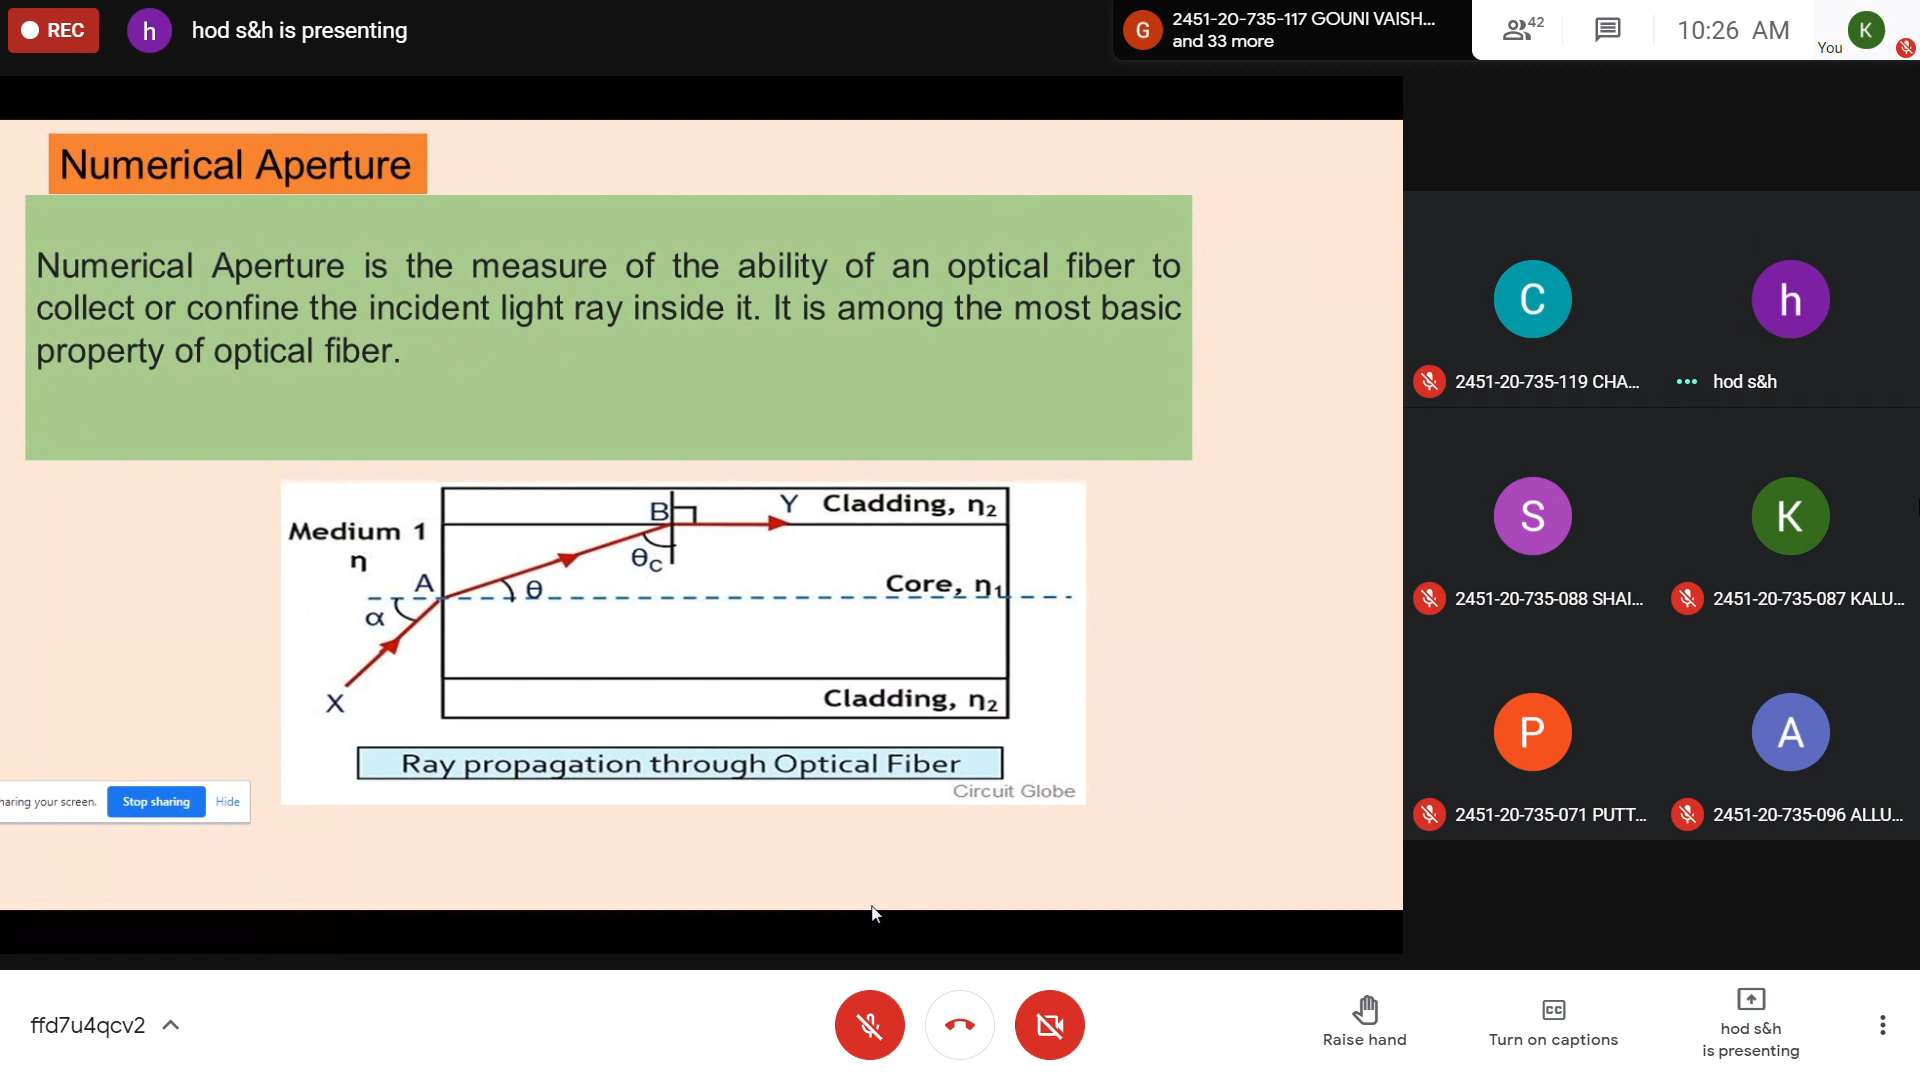 REC
h
hod s&h is presenting
G
2451-20-735-117 GOUNI VAISH...
and 33 more
42
10:26 AM
You
K
Numerical Aperture
Numerical Aperture is the measure of the ability of an optical fiber to
collect or confine the incident light ray inside it. It is among the most basic
property of optical fiber.
Medium 1
η
B
Y
Cladding, η2
θC
A
θ
Core, η1
α
X
Cladding, η2
Ray propagation through Optical Fiber
Circuit Globe
haring your screen.
Stop sharing
Hide
C
h
2451-20-735-119 CHA...
hod s&h
S
K
2451-20-735-088 SHAI...
2451-20-735-087 KALU...
P
A
2451-20-735-071 PUTT...
2451-20-735-096 ALLU...
ffd7u4qcv2
Raise hand
CC
Turn on captions
hod s&h
is presenting